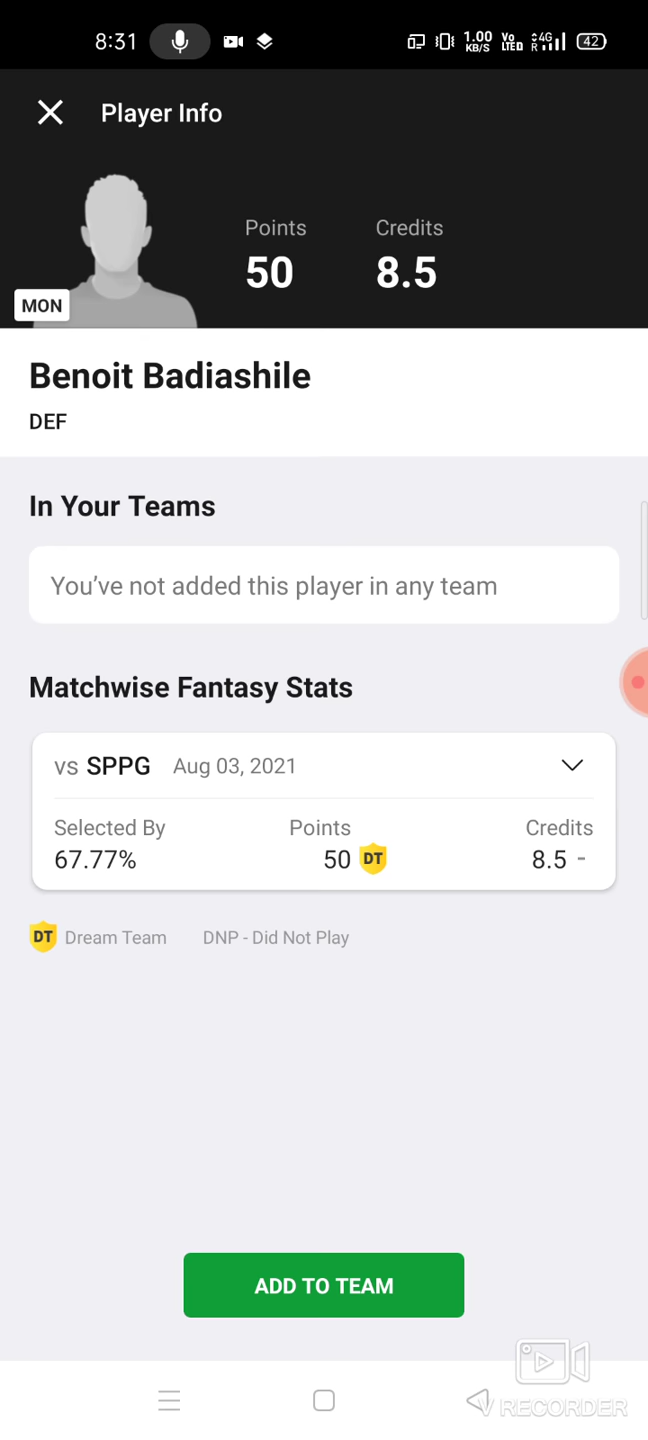 8:31 1.00 KB/S Vo LTED 4G R 42
Player Info
Points Credits
50 8.5
MON
Benoit Badiashile
DEF
In Your Teams
You’ve not added this player in any team
Matchwise Fantasy Stats
vs SPPG Aug 03, 2021
Selected By Points Credits
67.77% 50 DT 8.5 -
DT Dream Team DNP - Did Not Play
ADD TO TEAM
V RECORDER